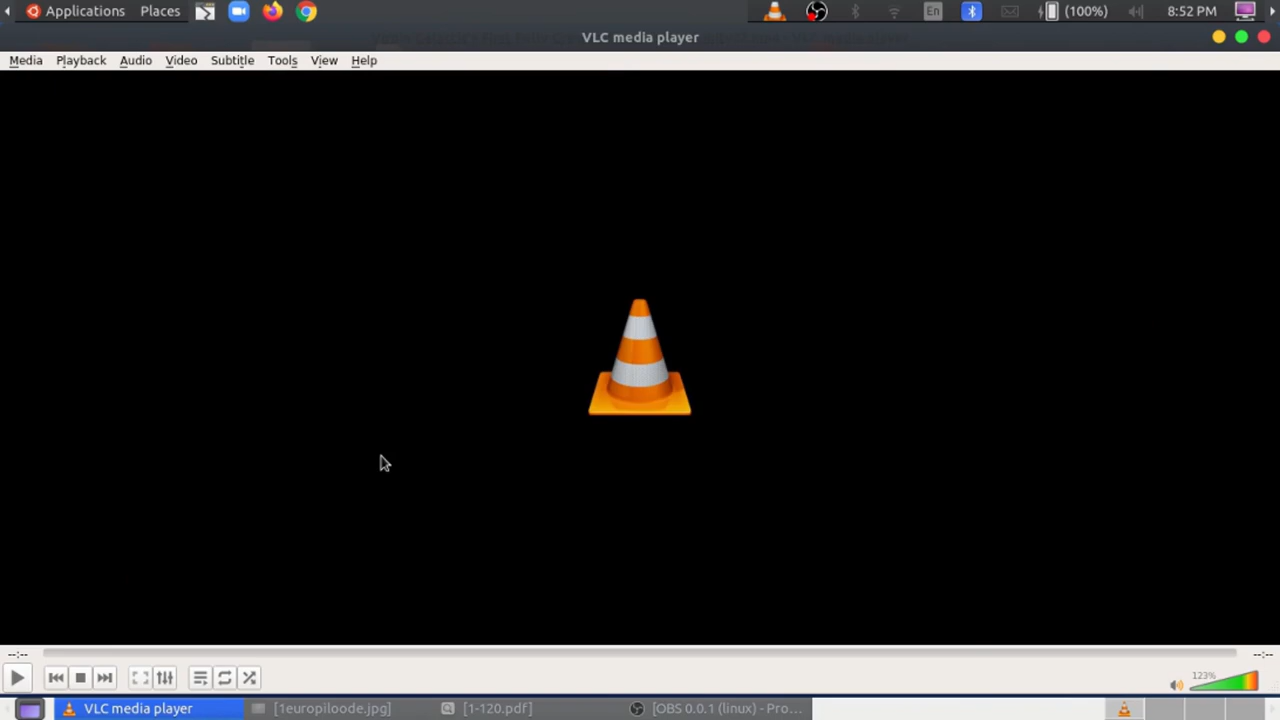 Applications Places En (100%) 8:52 PM
VLC media player
Media Playback Audio Video Subtitle Tools View Help
--:-- --:--
123%
VLC media player [1europiloode.jpg] [1-120.pdf] [OBS 0.0.1 (linux) - Pro...